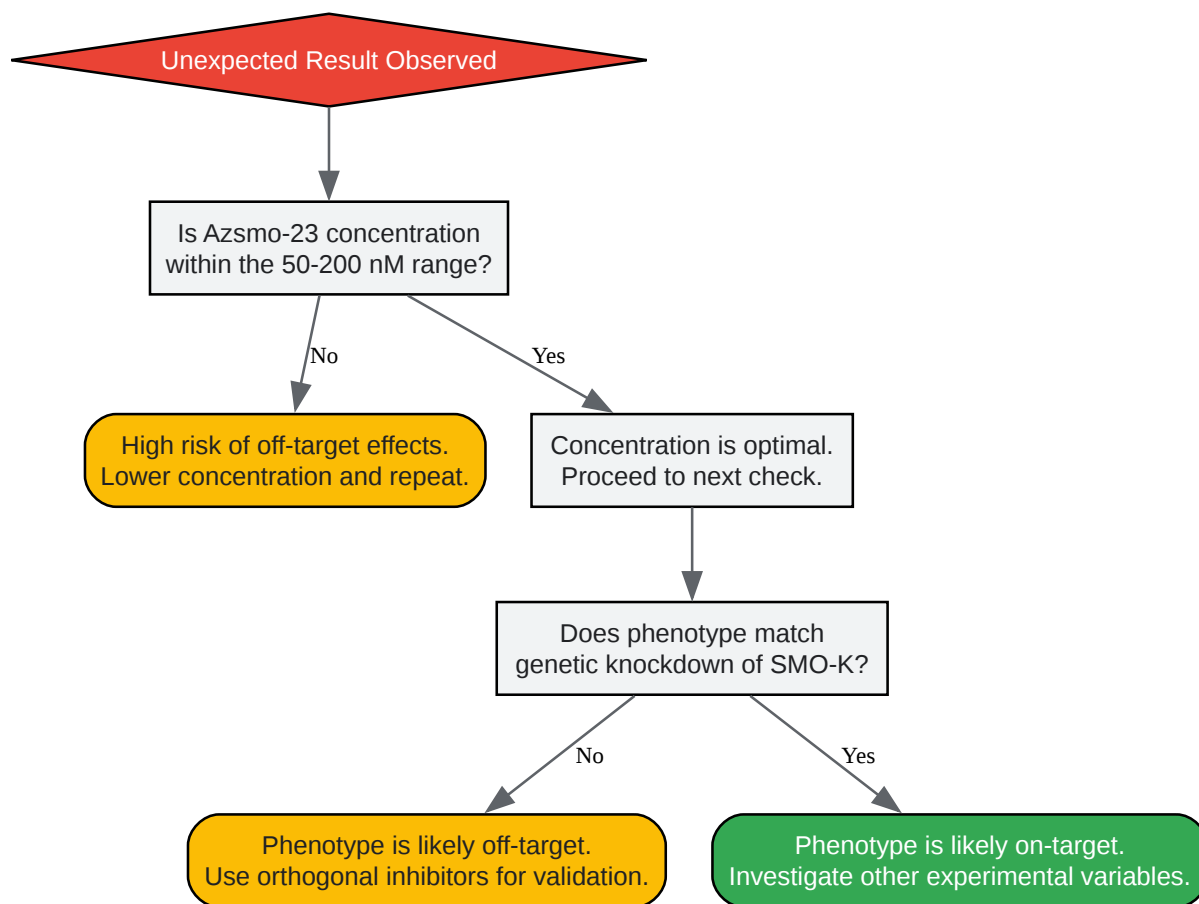 Unexpected Result Observed
Is Azsmo-23 concentration
within the 50-200 nM range?
No
Yes
High risk of off-target effects.
Lower concentration and repeat.
Concentration is optimal.
Proceed to next check.
Does phenotype match
genetic knockdown of SMO-K?
No
Yes
Phenotype is likely off-target.
Use orthogonal inhibitors for validation.
Phenotype is likely on-target.
Investigate other experimental variables.